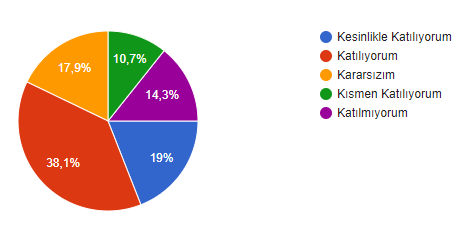 10,7%
17,9%
14,3%
19%
38,1%
Kesinlikle Katılıyorum
Katılıyorum
Kararsızım
Kısmen Katılıyorum
Katılmıyorum